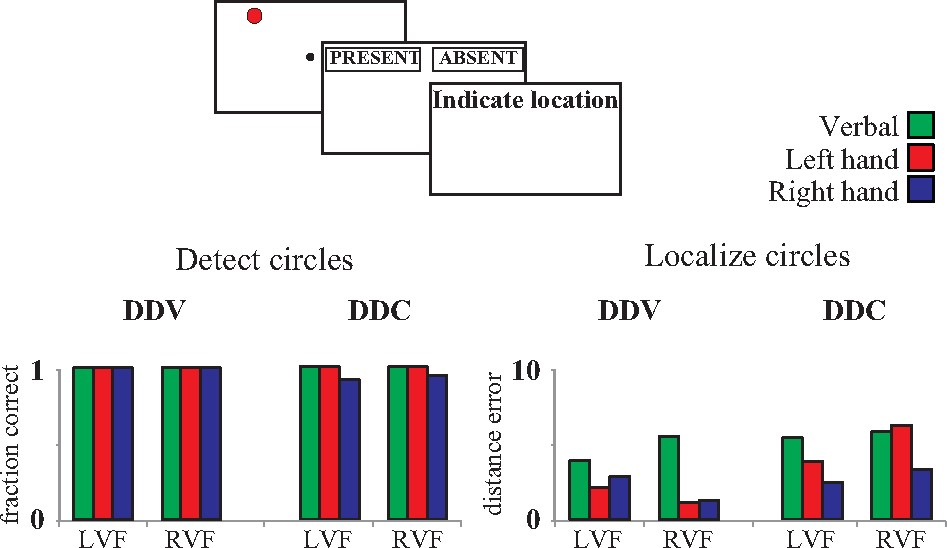 PRESENT ABSENT
Indicate location
Verbal
Left hand
Right hand
Detect circles
Localize circles
DDV DDC
DDV DDC
fraction correct
1
0
LVF RVF LVF RVF
distance error
10
0
LVF RVF LVF RVF